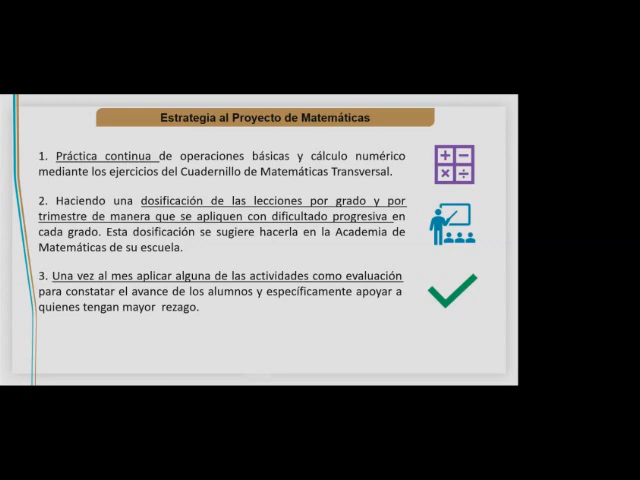 Estrategia al Proyecto de Matemáticas
1. Práctica continua de operaciones básicas y cálculo numérico
mediante los ejercicios del Cuadernillo de Matemáticas Transversal.
2. Haciendo una dosificación de las lecciones por grado y por
trimestre de manera que se apliquen con dificultado progresiva en
cada grado. Esta dosificación se sugiere hacerla en la Academia de
Matemáticas de su escuela.
3. Una vez al mes aplicar alguna de las actividades como evaluación
para constatar el avance de los alumnos y específicamente apoyar a
quienes tengan mayor rezago.